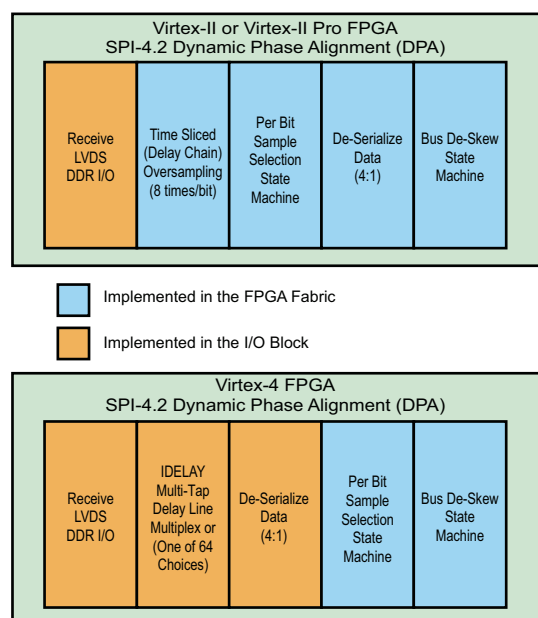 Virtex-II or Virtex-II Pro FPGA
SPI-4.2 Dynamic Phase Alignment (DPA)
Receive
LVDS
DDR I/O
Time Sliced
(Delay Chain)
Oversampling
(8 times/bit)
Per Bit
Sample
Selection
State
Machine
De-Serialize
Data
(4:1)
Bus De-Skew
State
Machine
Implemented in the FPGA Fabric
Implemented in the I/O Block
Virtex-4 FPGA
SPI-4.2 Dynamic Phase Alignment (DPA)
Receive
LVDS
DDR I/O
IDELAY
Multi-Tap
Delay Line
Multiplex or
(One of 64
Choices)
De-Serialize
Data
(4:1)
Per Bit
Sample
Selection
State
Machine
Bus De-Skew
State
Machine